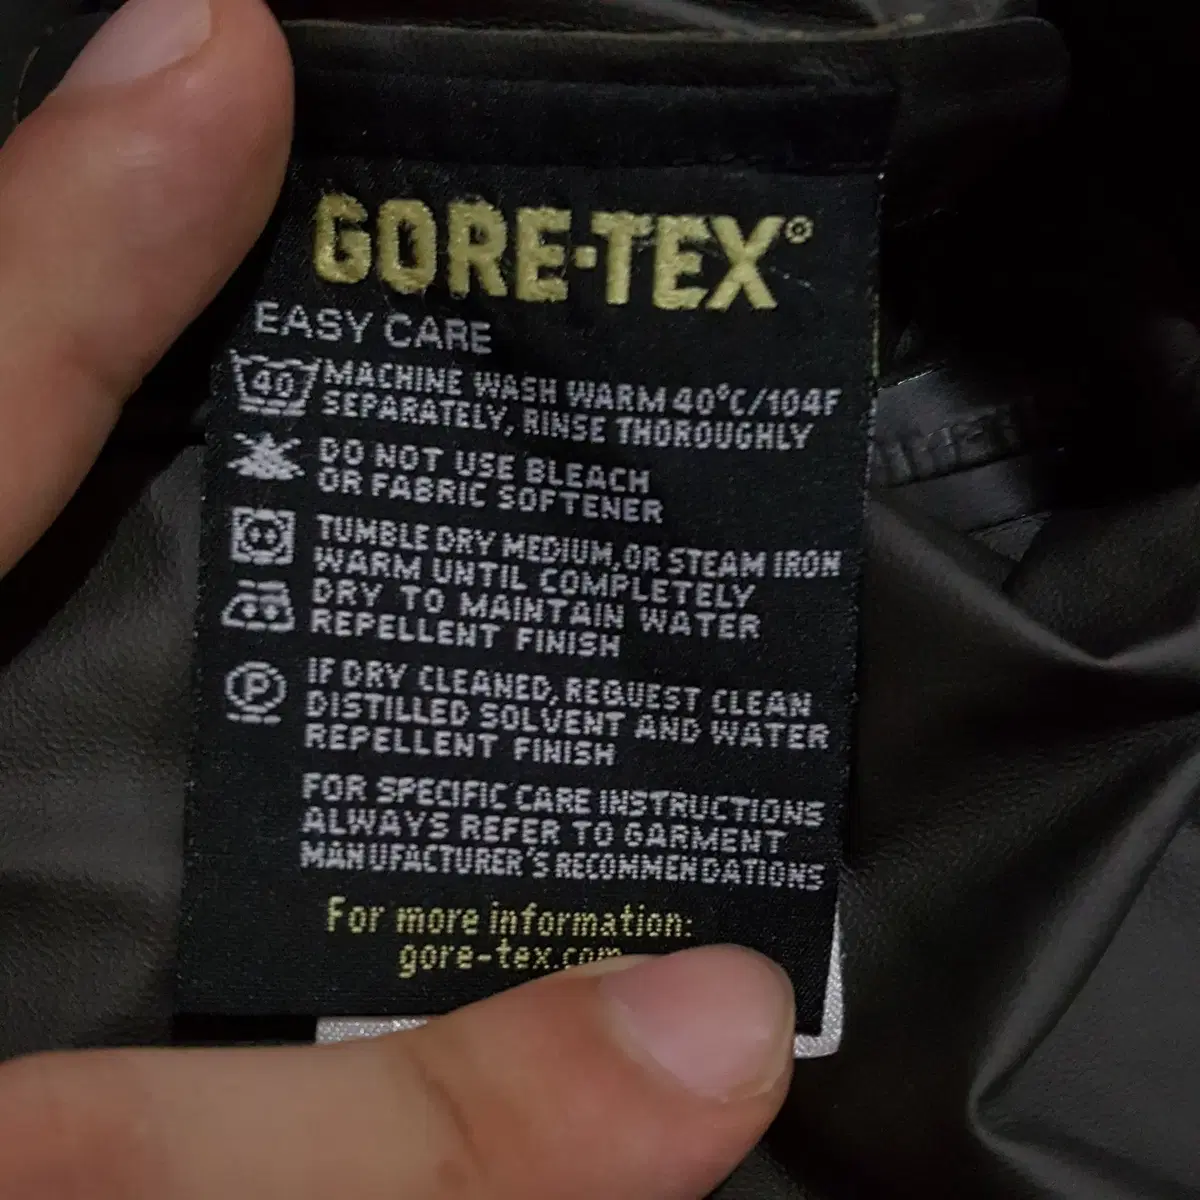 GORE-TEX®
EASY CARE
40 MACHINE WASH WARM 40°C/104F
SEPARATELY, RINSE THOROUGHLY
DO NOT USE BLEACH
OR FABRIC SOFTENER
TUMBLE DRY MEDIUM, OR STEAM IRON
WARM UNTIL COMPLETELY
DRY TO MAINTAIN WATER
REPELLENT FINISH
P IF DRY CLEANED, REQUEST CLEAN
DISTILLED SOLVENT AND WATER
REPELLENT FINISH
FOR SPECIFIC CARE INSTRUCTIONS
ALWAYS REFER TO GARMENT
MANUFACTURER'S RECOMMENDATIONS
For more information:
gore-tex.com